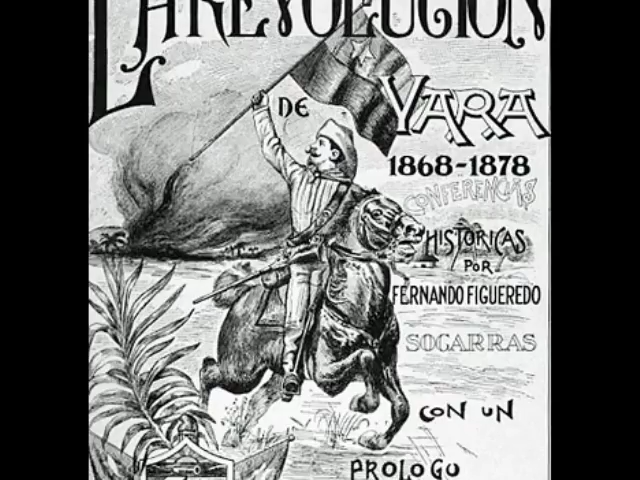 LA REVOLUCION
DE YARA
1868-1878
CONFERENCIAS
HISTORICAS
POR
FERNANDO FIGUEREDO
SOCARRAS
CON UN
PROLOGO